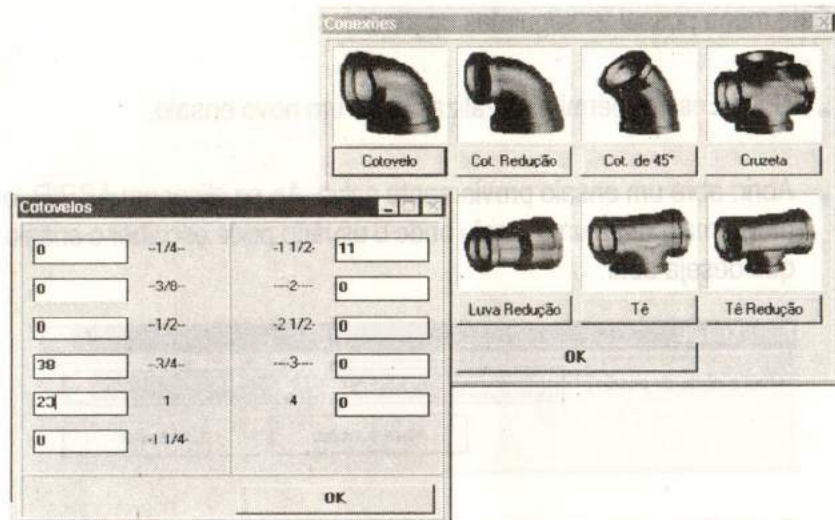 Conexões
Cotovelo
Cot. Redução
Cot. de 45°
Cruzeta
Luva Redução
Tê
Tê Redução
OK
Cotovelos
0 --1/4-- -1 1/2- 11
0 --3/8-- ----2---- 0
0 --1/2-- -2 1/2- 0
38 --3/4-- ----3---- 0
23 1 4 0
0 -1 1/4-
OK